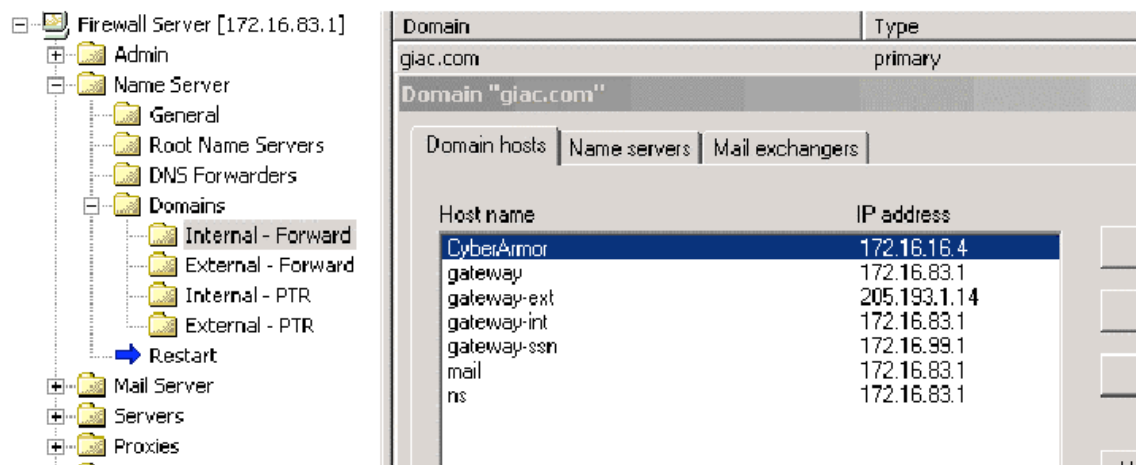 Firewall Server [172.16.83.1]
Admin
Name Server
General
Root Name Servers
DNS Forwarders
Domains
Internal - Forward
External - Forward
Internal - PTR
External - PTR
Restart
Mail Server
Servers
Proxies
Domain Type
giac.com primary
Domain "giac.com"
Domain hosts Name servers Mail exchangers
Host name IP address
CyberArmor 172.16.16.4
gateway 172.16.83.1
gateway-ext 205.193.1.14
gateway-int 172.16.83.1
gateway-ssn 172.16.99.1
mail 172.16.83.1
ns 172.16.83.1